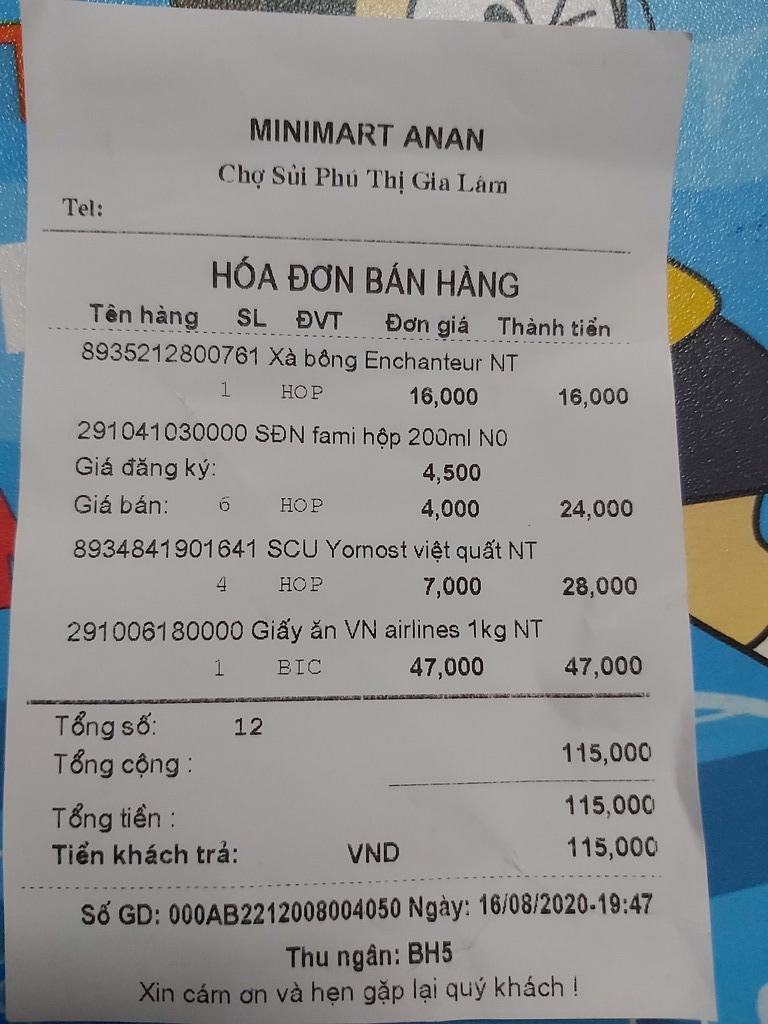 MINIMART ANAN
Chợ Sủi Phú Thị Gia Lâm
Tel:
HÓA ĐƠN BÁN HÀNG
Tên hàng SL ĐVT Đơn giá Thành tiền
8935212800761 Xà bông Enchanteur NT
1 HOP 16,000 16,000
291041030000 SĐN fami hộp 200ml N0
Giá đăng ký: 4,500
Giá bán: 6 HOP 4,000 24,000
8934841901641 SCU Yomost việt quất NT
4 HOP 7,000 28,000
291006180000 Giấy ăn VN airlines 1kg NT
1 BIC 47,000 47,000
Tổng số: 12
Tổng cộng : 115,000
Tổng tiền : 115,000
Tiền khách trả: VND 115,000
Số GD: 000AB2212008004050 Ngày: 16/08/2020-19:47
Thu ngân: BH5
Xin cám ơn và hẹn gặp lại quý khách !